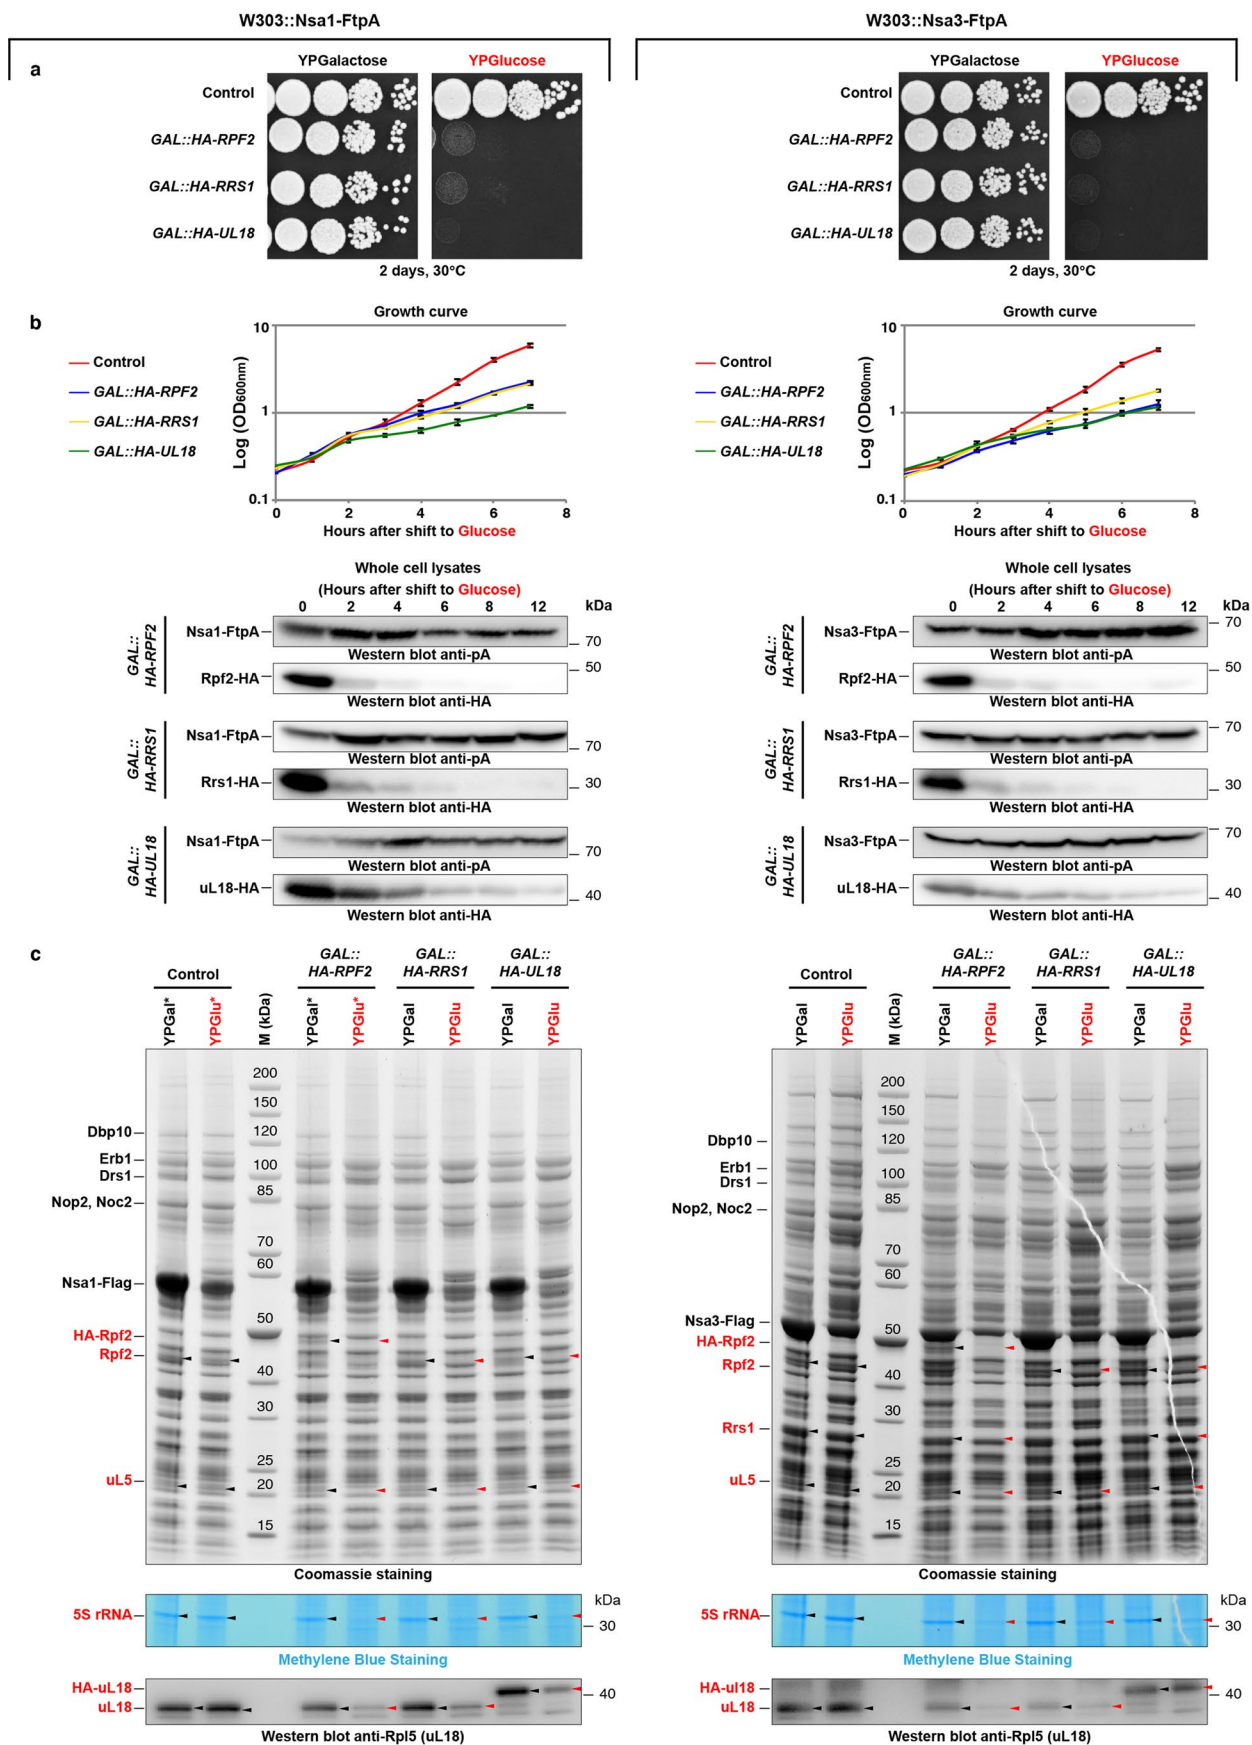 W303::Nsa1-FtpA
W303::Nsa3-FtpA
a
YPGalactose YPGlucose
Control
GAL::HA-RPF2
GAL::HA-RRS1
GAL::HA-UL18
2 days, 30°C
YPGalactose YPGlucose
Control
GAL::HA-RPF2
GAL::HA-RRS1
GAL::HA-UL18
2 days, 30°C
b
Growth curve
Control
GAL::HA-RPF2
GAL::HA-RRS1
GAL::HA-UL18
Log (OD600nm)
10
1
0.1
0 2 4 6 8
Hours after shift to Glucose
Growth curve
Control
GAL::HA-RPF2
GAL::HA-RRS1
GAL::HA-UL18
Log (OD600nm)
10
1
0.1
0 2 4 6 8
Hours after shift to Glucose
Whole cell lysates
(Hours after shift to Glucose)
0 2 4 6 8 12 kDa
GAL::
HA-RPF2
Nsa1-FtpA
70
Western blot anti-pA
50
Rpf2-HA
Western blot anti-HA
GAL::
HA-RRS1
Nsa1-FtpA
70
Western blot anti-pA
Rrs1-HA
30
Western blot anti-HA
GAL::
HA-UL18
Nsa1-FtpA
70
Western blot anti-pA
uL18-HA
40
Western blot anti-HA
Whole cell lysates
(Hours after shift to Glucose)
0 2 4 6 8 12 kDa
GAL::
HA-RPF2
70
Nsa3-FtpA
Western blot anti-pA
50
Rpf2-HA
Western blot anti-HA
GAL::
HA-RRS1
70
Nsa3-FtpA
Western blot anti-pA
Rrs1-HA
30
Western blot anti-HA
GAL::
HA-UL18
70
Nsa3-FtpA
Western blot anti-pA
uL18-HA
40
Western blot anti-HA
c
Control
GAL::
HA-RPF2
GAL::
HA-RRS1
GAL::
HA-UL18
YPGal* YPGlu* M (kDa) YPGal* YPGlu* YPGal YPGlu YPGal YPGlu
200
150
120
100
85
70
60
50
40
30
25
20
15
Dbp10
Erb1
Drs1
Nop2, Noc2
Nsa1-Flag
HA-Rpf2
Rpf2
uL5
Coomassie staining
5S rRNA
kDa
30
Methylene Blue Staining
HA-uL18
40
uL18
Western blot anti-Rpl5 (uL18)
Control
GAL::
HA-RPF2
GAL::
HA-RRS1
GAL::
HA-UL18
YPGal YPGlu M (kDa) YPGal YPGlu YPGal YPGlu YPGal YPGlu
200
150
120
100
85
70
60
50
40
30
25
20
15
Dbp10
Erb1
Drs1
Nop2, Noc2
Nsa3-Flag
HA-Rpf2
Rpf2
Rrs1
uL5
Coomassie staining
5S rRNA
kDa
30
Methylene Blue Staining
HA-ul18
40
uL18
Western blot anti-Rpl5 (uL18)